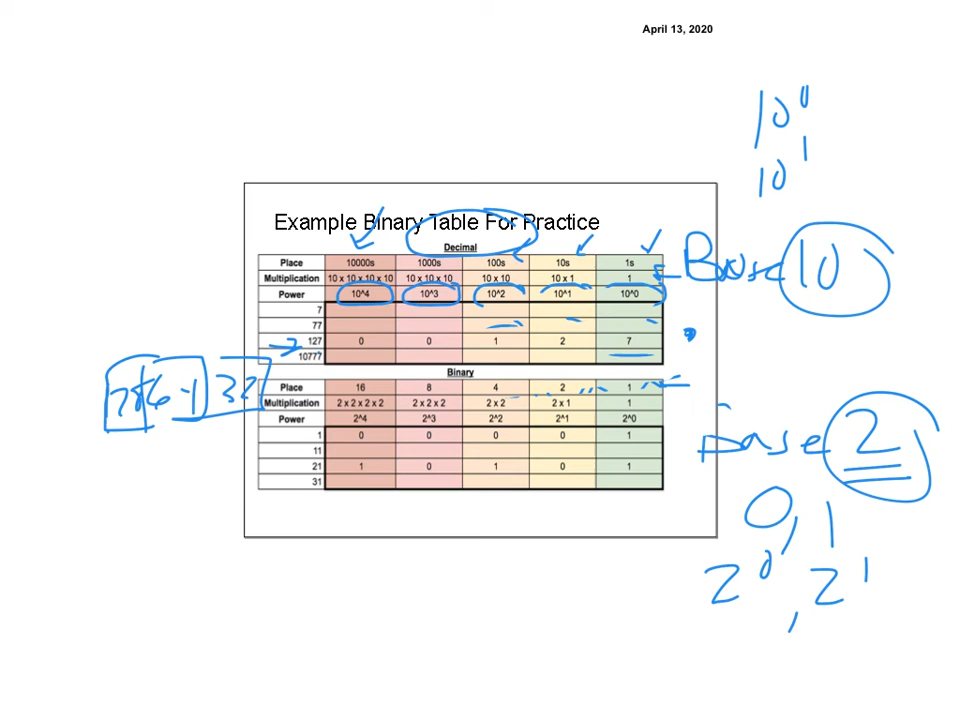 April 13, 2020
10^0
10^1
Example Binary Table For Practice
Decimal
Base 10
Place 10000s 1000s 100s 10s 1s
Multiplication 10 x 10 x 10 x 10 10 x 10 x 10 10 x 10 10 x 1 1
Power 10^4 10^3 10^2 10^1 10^0
7
77
127 0 0 1 2 7
10777
Binary
32
Place 16 8 4 2 1
Multiplication 2 x 2 x 2 x 2 2 x 2 x 2 2 x 2 2 x 1 1
Power 2^4 2^3 2^2 2^1 2^0
Base 2
1 0 0 0 0 1
11
21 1 0 1 0 1
31
0, 1
2^0, 2^1